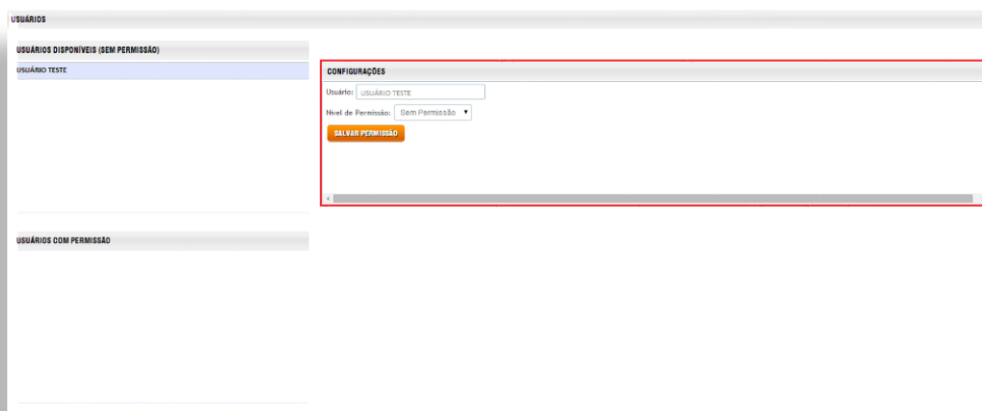 USUÁRIOS
USUÁRIOS DISPONÍVEIS (SEM PERMISSÃO)
USUÁRIO TESTE
CONFIGURAÇÕES
Usuário: USUÁRIO TESTE
Nível de Permissão: Sem Permissão
SALVAR PERMISSÃO
USUÁRIOS COM PERMISSÃO